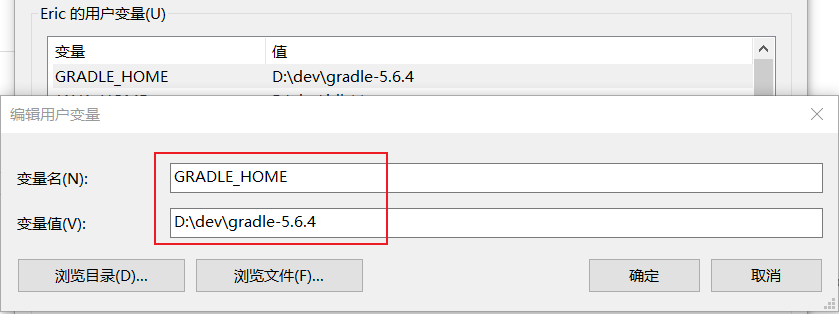 Eric 的用户变量(U)
变量 值
GRADLE_HOME D:\dev\gradle-5.6.4
编辑用户变量
变量名(N): GRADLE_HOME
变量值(V): D:\dev\gradle-5.6.4
浏览目录(D)... 浏览文件(F)... 确定 取消